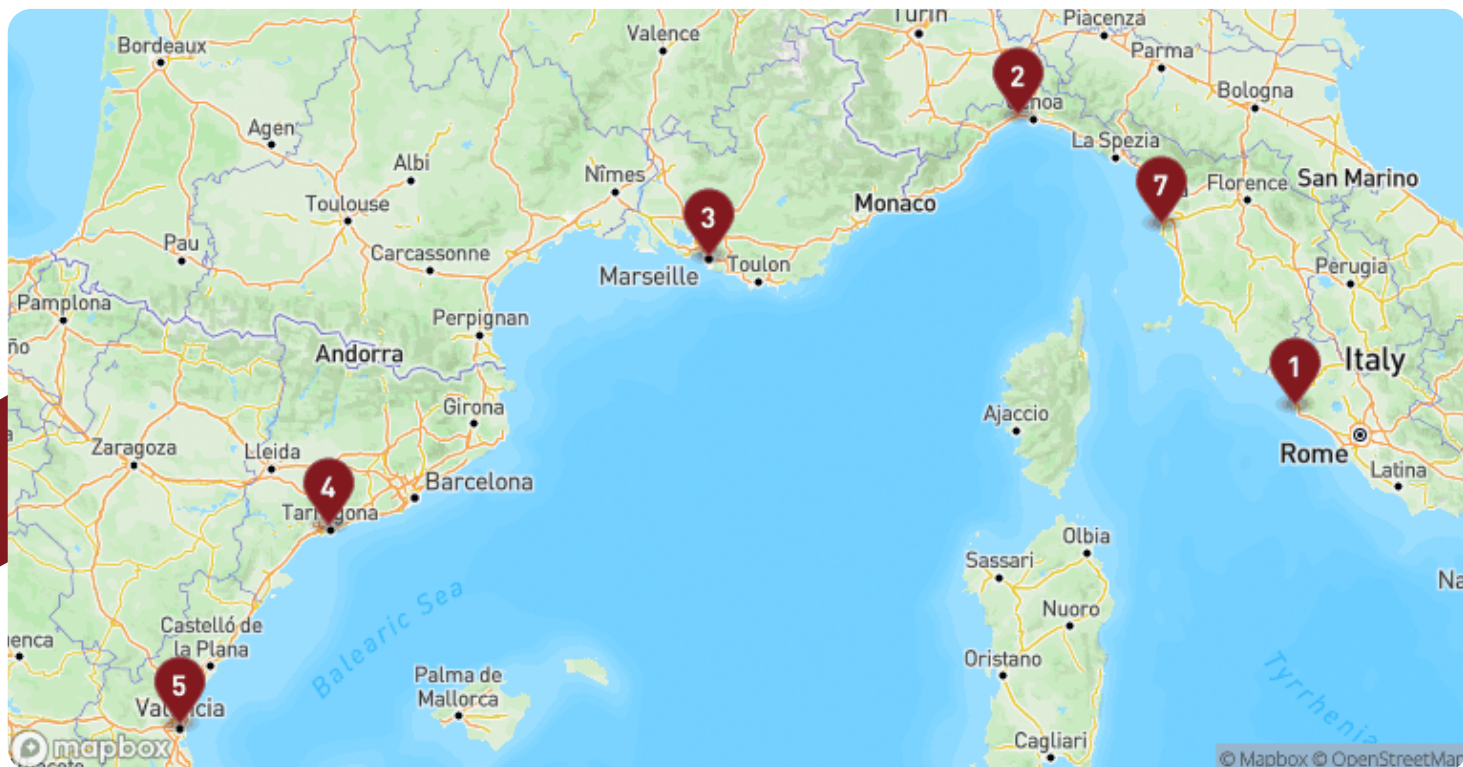 Bordeaux
Valence
Turin
Piacenza
Parma
2
Bologna
La Spezia
Agen
Albi
Nîmes
7
Florence
San Marino
Toulouse
Monaco
3
Pau
Carcassonne
Marseille
Toulon
Perugia
Pamplona
Perpignan
Andorra
Italy
1
Girona
Ajaccio
Zaragoza
Lleida
Rome
Latina
4
Barcelona
Tarragona
Olbia
Sassari
Balearic Sea
Nuoro
Castelló de
la Plana
Oristano
Palma de
Mallorca
5
Tyrrhenia
Cagliari
mapbox
© Mapbox © OpenStreetMap